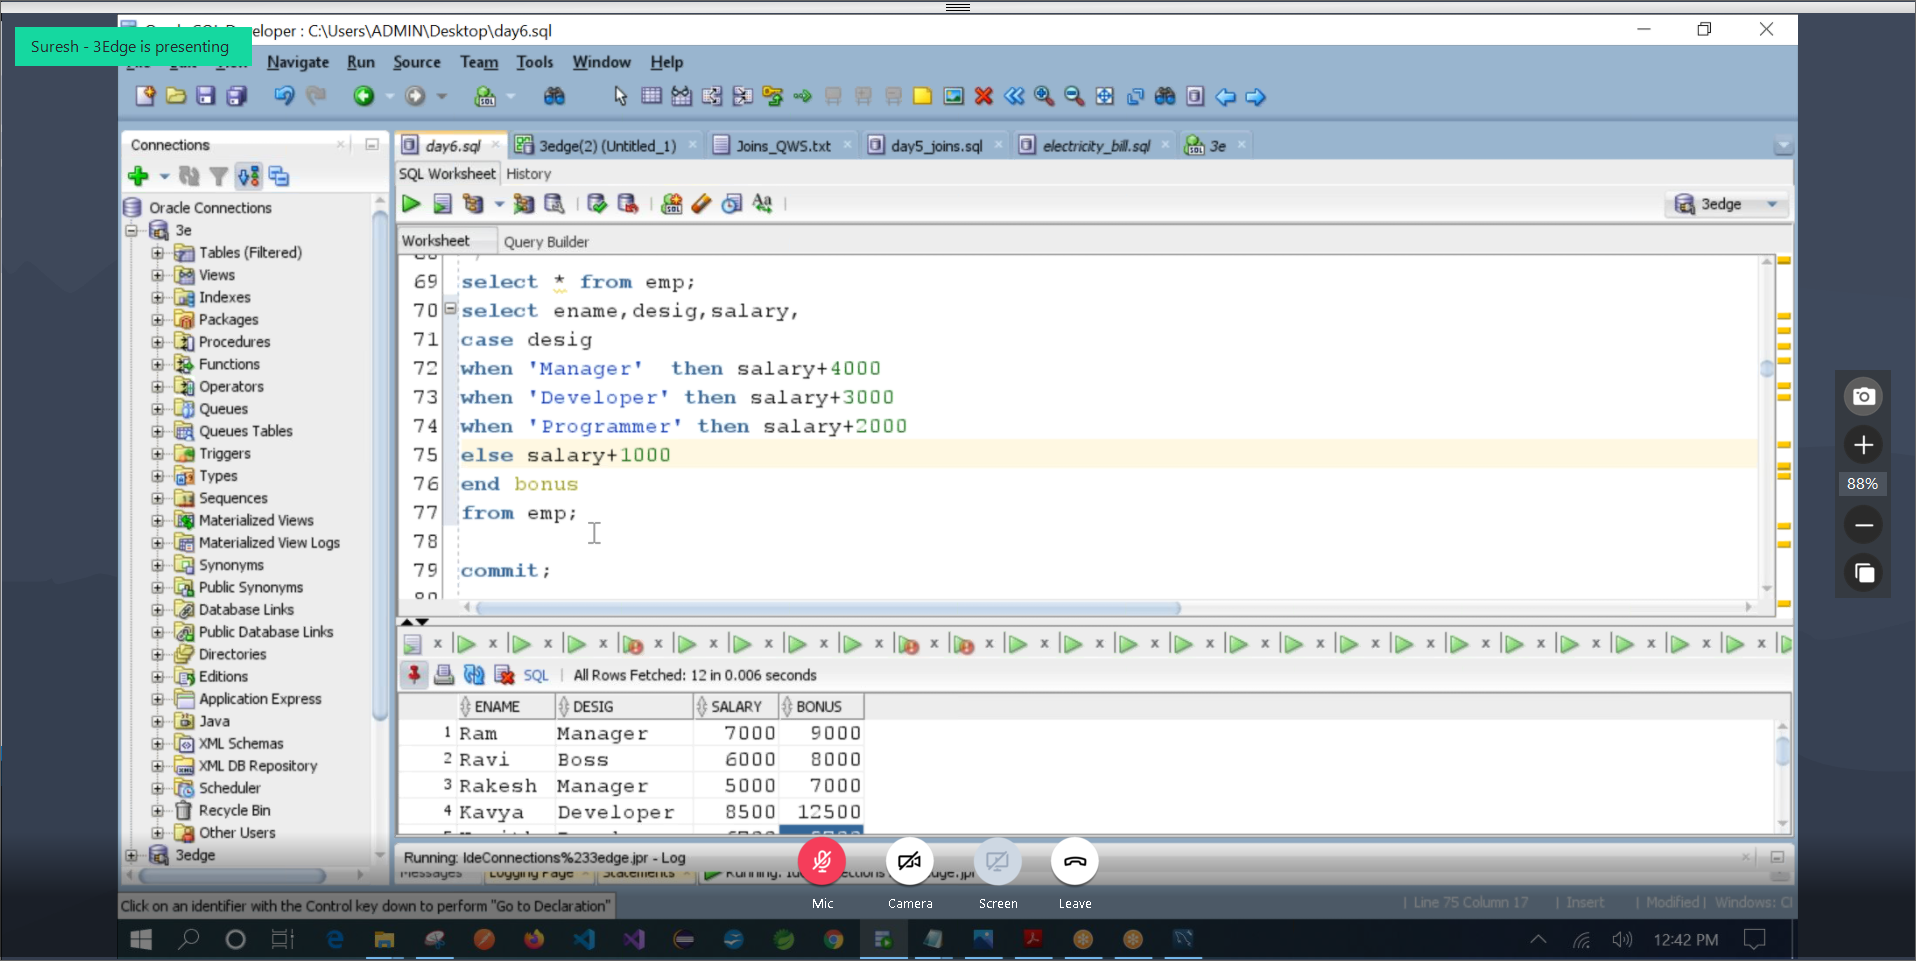 Suresh - 3Edge is presenting
eloper : C:\Users\ADMIN\Desktop\day6.sql
Navigate Run Source Team Tools Window Help
Connections
day6.sql 3edge(2) (Untitled_1) Joins_QWS.txt day5_joins.sql electricity_bill.sql 3e
SQL Worksheet History
3edge
Worksheet Query Builder
Oracle Connections
3e
Tables (Filtered)
Views
Indexes
Packages
Procedures
Functions
Operators
Queues
Queues Tables
Triggers
Types
Sequences
Materialized Views
Materialized View Logs
Synonyms
Public Synonyms
Database Links
Public Database Links
Directories
Editions
Application Express
Java
XML Schemas
XML DB Repository
Scheduler
Recycle Bin
Other Users
3edge
69 select * from emp;
70 select ename,desig,salary,
71 case desig
72 when 'Manager' then salary+4000
73 when 'Developer' then salary+3000
74 when 'Programmer' then salary+2000
75 else salary+1000
76 end bonus
77 from emp;
78
79 commit;
88%
SQL | All Rows Fetched: 12 in 0.006 seconds
ENAME DESIG SALARY BONUS
1 Ram Manager 7000 9000
2 Ravi Boss 6000 8000
3 Rakesh Manager 5000 7000
4 Kavya Developer 8500 12500
Running: IdeConnections%233edge.jpr - Log
Messages Logging Page Statements
Mic Camera Screen Leave
Click on an identifier with the Control key down to perform "Go to Declaration"
| Line 75 Column 17 | Insert | Modified | Windows:
12:42 PM